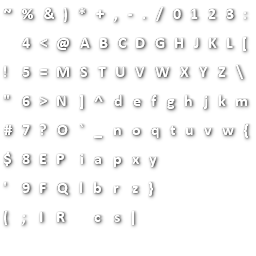 ~ % & ) * + , - . / 0 1 2 3 :
4 < @ A B C D G H J K L [
! 5 = M S T U V W X Y Z \
" 6 > N ] ^ d e f g h j k m
# 7 ? O ` _ n o q t u v w {
$ 8 E P i a p x y
' 9 F Q l b r z }
( ; I R c s |